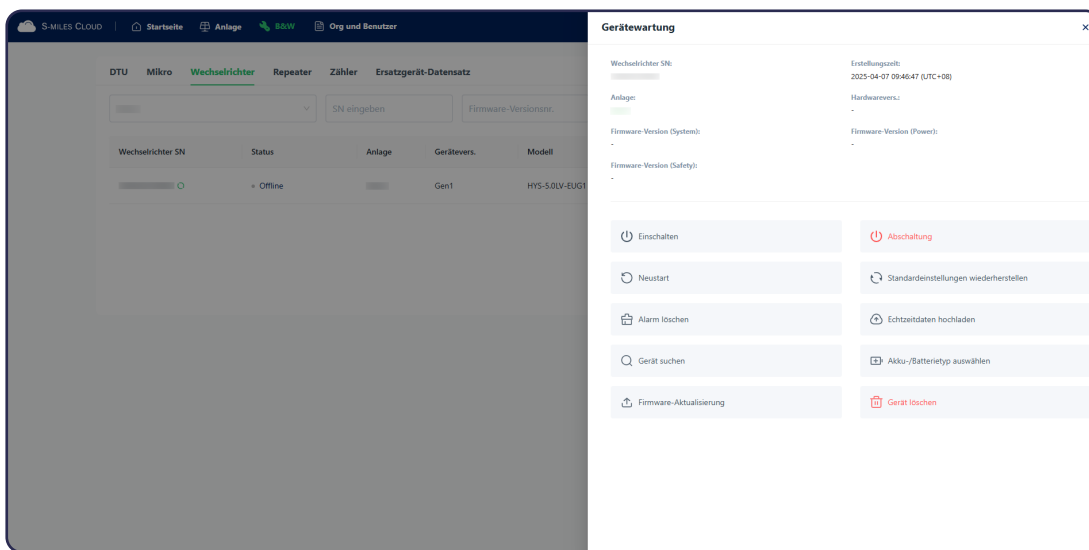 S-MILES CLOUD Startseite Anlage B&W Org und Benutzer
DTU Mikro Wechselrichter Repeater Zähler Ersatzgerät-Datensatz
SN eingeben Firmware-Versionsnr.
Wechselrichter SN Status Anlage Gerätevers. Modell
Offline Gen1 HYS-5.0LV-EUG1
Gerätewartung
Wechselrichter SN: Erstellungszeit:
2025-04-07 09:46:47 (UTC+08)
Anlage: Hardwarevers.:
-
Firmware-Version (System): Firmware-Version (Power):
- -
Firmware-Version (Safety):
-
Einschalten Abschaltung
Neustart Standardeinstellungen wiederherstellen
Alarm löschen Echtzeitdaten hochladen
Gerät suchen Akku-/Batterietyp auswählen
Firmware-Aktualisierung Gerät löschen